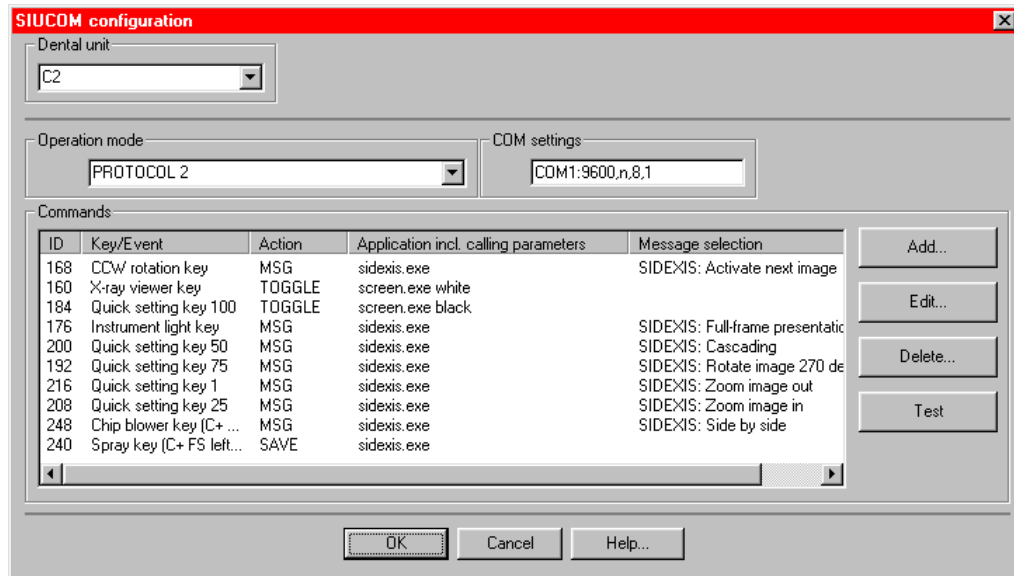 SIUCOM configuration
Dental unit
C2
Operation mode
COM settings
PROTOCOL 2
COM1:9600,n,8,1
Commands
ID Key/Event Action Application incl. calling parameters Message selection
168 CCW rotation key MSG sidexis.exe SIDEXIS: Activate next image
160 X-ray viewer key TOGGLE screen.exe white
184 Quick setting key 100 TOGGLE screen.exe black
176 Instrument light key MSG sidexis.exe SIDEXIS: Full-frame presentatic
200 Quick setting key 50 MSG sidexis.exe SIDEXIS: Cascading
192 Quick setting key 75 MSG sidexis.exe SIDEXIS: Rotate image 270 de
216 Quick setting key 1 MSG sidexis.exe SIDEXIS: Zoom image out
208 Quick setting key 25 MSG sidexis.exe SIDEXIS: Zoom image in
248 Chip blower key (C+ ... MSG sidexis.exe SIDEXIS: Side by side
240 Spray key (C+ FS left... SAVE sidexis.exe
Add...
Edit...
Delete...
Test
OK Cancel Help...